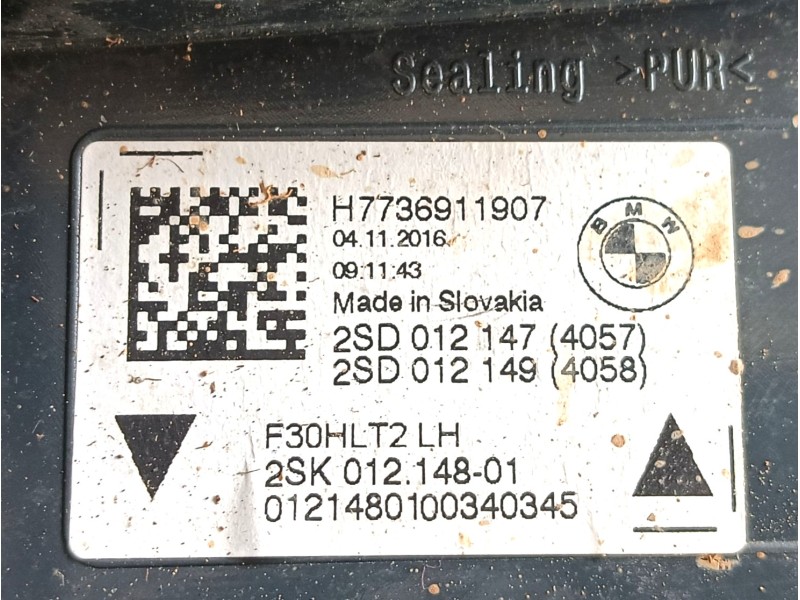 Sealing >PUR<
H7736911907
04.11.2016
09:11:43
Made in Slovakia
BMW
2SD 012 147 (4057)
2SD 012 149 (4058)
F30HLT2 LH
2SK 012.148-01
0121480100340345